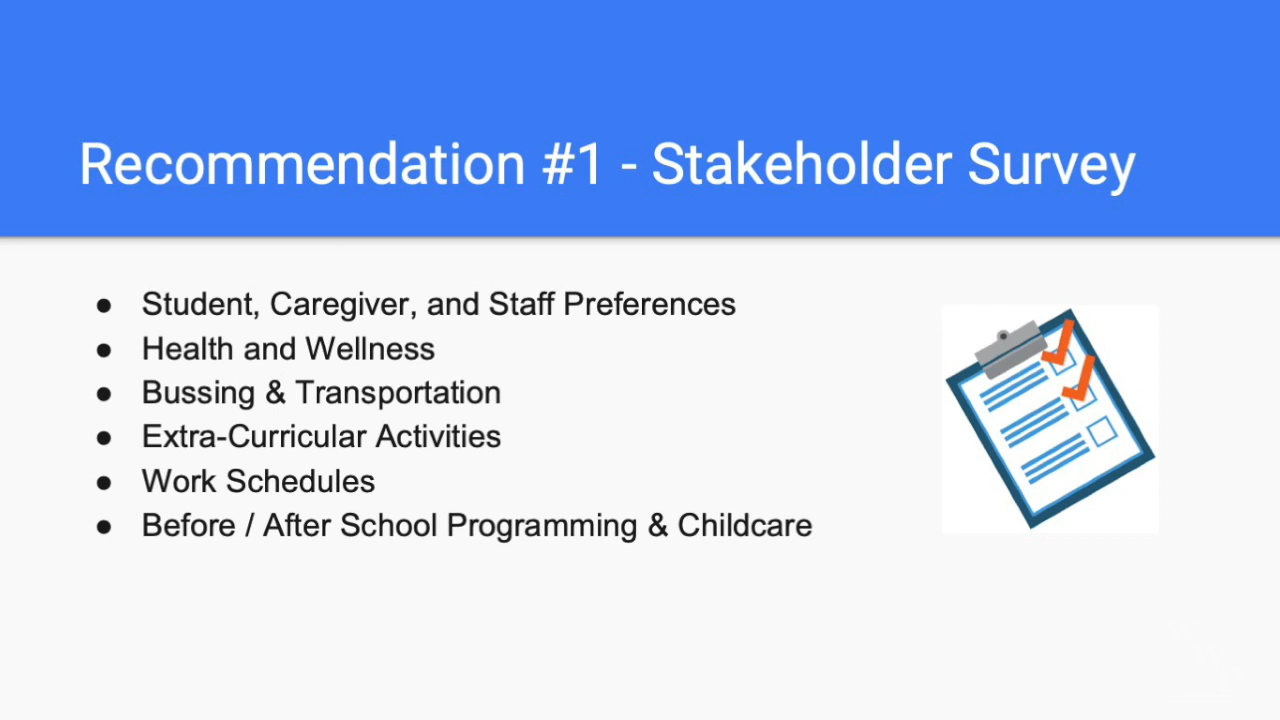 Recommendation #1 - Stakeholder Survey
● Student, Caregiver, and Staff Preferences
● Health and Wellness
● Bussing & Transportation
● Extra-Curricular Activities
● Work Schedules
● Before / After School Programming & Childcare